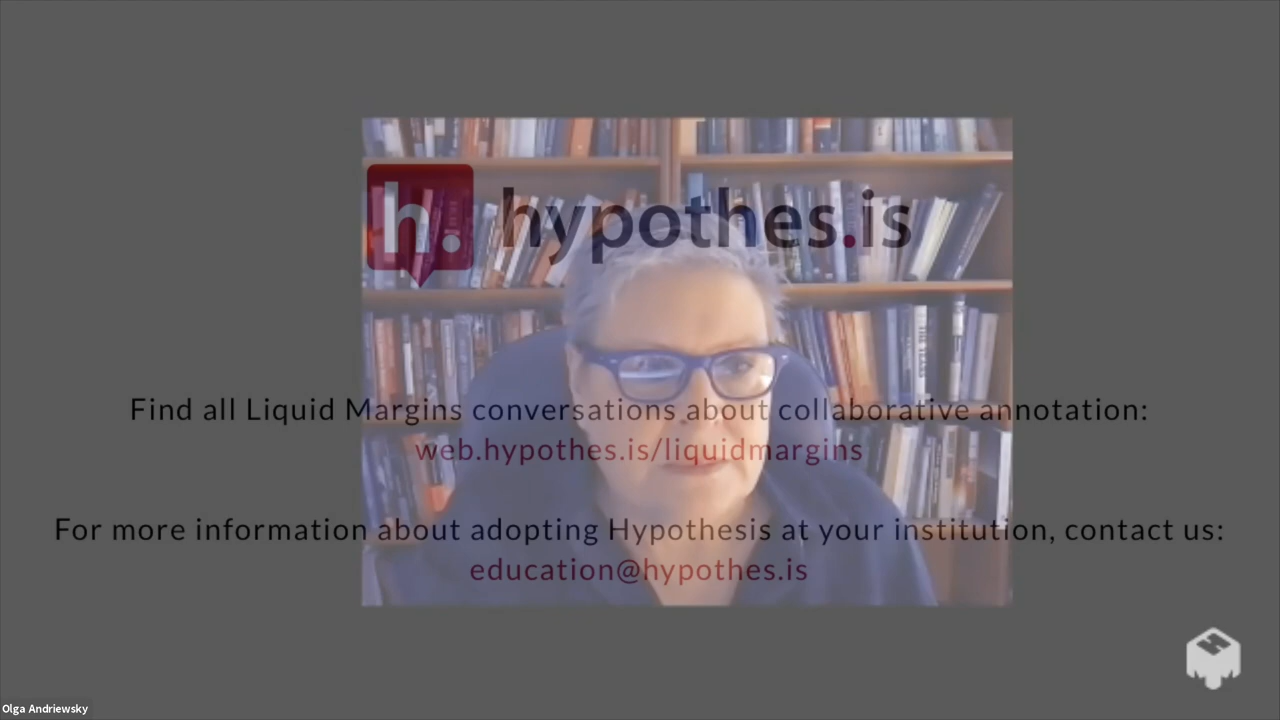 h. hypothes.is
Find all Liquid Margins conversations about collaborative annotation:
web.hypothes.is/liquidmargins
For more information about adopting Hypothesis at your institution, contact us:
education@hypothes.is
Olga Andriewsky